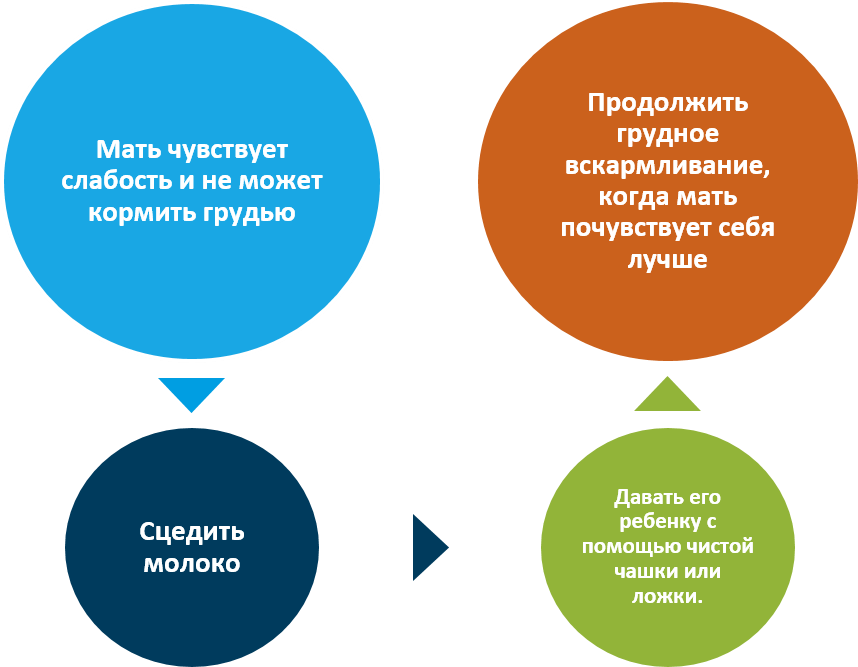 Мать чувствует
слабость и не может
кормить грудью
Сцедить
молоко
Давать его
ребенку с
помощью чистой
чашки или
ложки.
Продолжить
грудное
вскармливание,
когда мать
почувствует себя
лучше